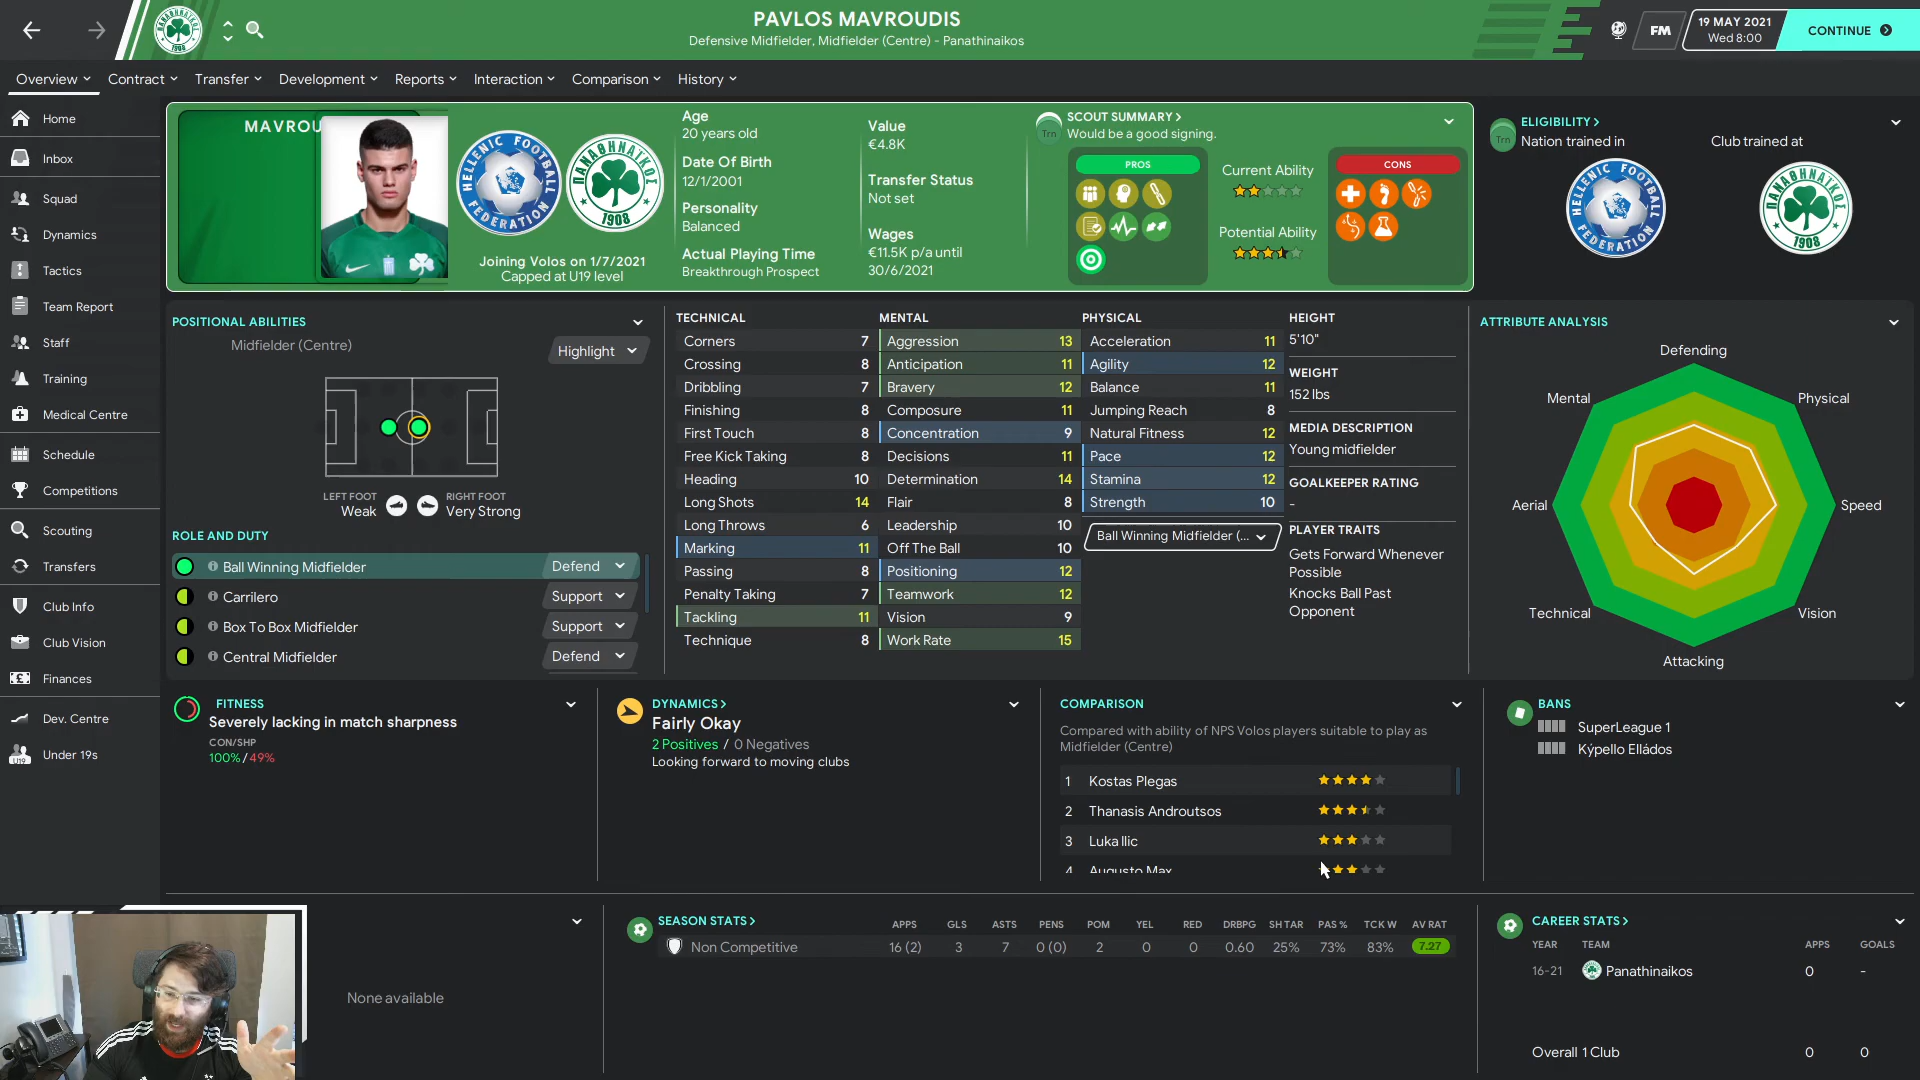 PAVLOS MAVROUDIS
Defensive Midfielder, Midfielder (Centre) - Panathinaikos
FM
19 MAY 2021
Wed 8:00
CONTINUE
Overview
Contract
Transfer
Development
Reports
Interaction
Comparison
History
Home
Inbox
Squad
Dynamics
Tactics
Team Report
Staff
Training
Medical Centre
Schedule
Competitions
Scouting
Transfers
Club Info
Club Vision
Finances
Dev. Centre
Under 19s
MAVROU
HELLENIC FOOTBALL FEDERATION
ΠΑΝΑΘΗΝΑΪΚΟΣ
1908
Joining Volos on 1/7/2021
Capped at U19 level
Age
20 years old
Date Of Birth
12/1/2001
Personality
Balanced
Actual Playing Time
Breakthrough Prospect
Value
€4.8K
Transfer Status
Not set
Wages
€11.5K p/a until
30/6/2021
Trn
SCOUT SUMMARY >
Would be a good signing.
PROS
Current Ability
Potential Ability
CONS
Trn
ELIGIBILITY >
Nation trained in
Club trained at
HELLENIC FOOTBALL FEDERATION
ΠΑΝΑΘΗΝΑΪΚΟΣ
1908
POSITIONAL ABILITIES
Midfielder (Centre)
Highlight
LEFT FOOT
Weak
RIGHT FOOT
Very Strong
ROLE AND DUTY
Ball Winning Midfielder Defend
Carrilero Support
Box To Box Midfielder Support
Central Midfielder Defend
TECHNICAL
Corners 7
Crossing 8
Dribbling 7
Finishing 8
First Touch 8
Free Kick Taking 8
Heading 10
Long Shots 14
Long Throws 6
Marking 11
Passing 8
Penalty Taking 7
Tackling 11
Technique 8
MENTAL
Aggression 13
Anticipation 11
Bravery 12
Composure 11
Concentration 9
Decisions 11
Determination 14
Flair 8
Leadership 10
Off The Ball 10
Positioning 12
Teamwork 12
Vision 9
Work Rate 15
PHYSICAL
Acceleration 11
Agility 12
Balance 11
Jumping Reach 8
Natural Fitness 12
Pace 12
Stamina 12
Strength 10
Ball Winning Midfielder (...
HEIGHT
5'10"
WEIGHT
152 lbs
MEDIA DESCRIPTION
Young midfielder
GOALKEEPER RATING
-
PLAYER TRAITS
Gets Forward Whenever
Possible
Knocks Ball Past
Opponent
ATTRIBUTE ANALYSIS
Defending
Mental
Physical
Aerial
Speed
Technical
Vision
Attacking
FITNESS
Severely lacking in match sharpness
CON/SHP
100% / 49%
DYNAMICS >
Fairly Okay
2 Positives / 0 Negatives
Looking forward to moving clubs
COMPARISON
Compared with ability of NPS Volos players suitable to play as
Midfielder (Centre)
1 Kostas Plegas
2 Thanasis Androutsos
3 Luka Ilic
4 Augusto Max
BANS
SuperLeague 1
Kýpello Elládos
None available
SEASON STATS >
APPS GLS ASTS PENS POM YEL RED DRBPG SH TAR PAS % TCK W AV RAT
Non Competitive 16 (2) 3 7 0 (0) 2 0 0 0.60 25% 73% 83% 7.27
CAREER STATS >
YEAR TEAM APPS GOALS
16-21 Panathinaikos 0 -
Overall 1 Club 0 0